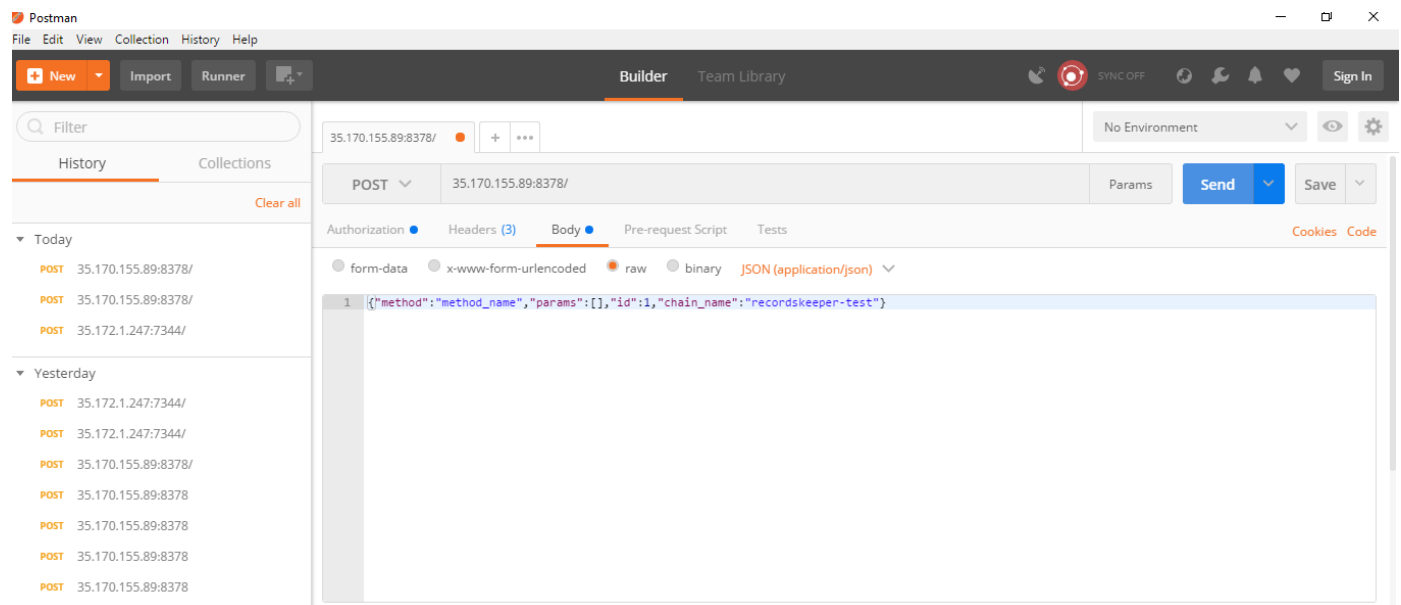 Postman
File Edit View Collection History Help
New Import Runner Builder Team Library SYNC OFF Sign In
Filter
History Collections
Clear all
Today
POST 35.170.155.89:8378/
POST 35.170.155.89:8378/
POST 35.172.1.247:7344/
Yesterday
POST 35.172.1.247:7344/
POST 35.172.1.247:7344/
POST 35.170.155.89:8378/
POST 35.170.155.89:8378
POST 35.170.155.89:8378
POST 35.170.155.89:8378
POST 35.170.155.89:8378
35.170.155.89:8378/ + •••
No Environment
POST 35.170.155.89:8378/ Params Send Save
Authorization Headers (3) Body Pre-request Script Tests Cookies Code
form-data x-www-form-urlencoded raw binary JSON (application/json)
1 {"method":"method_name","params":[],"id":1,"chain_name":"recordskeeper-test"}